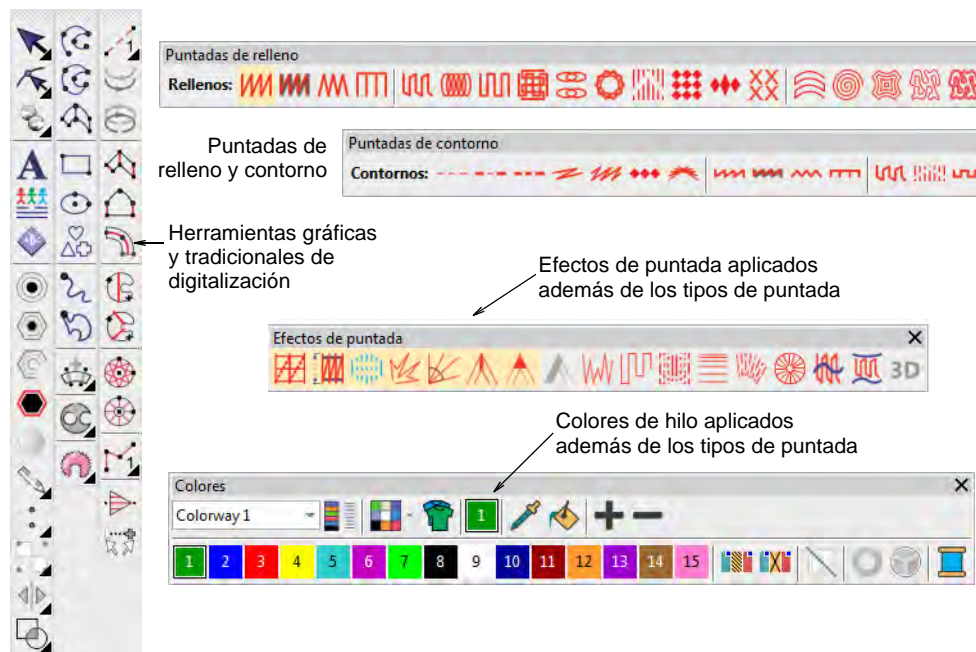 Puntadas de relleno
Rellenos:
Puntadas de
relleno y contorno
Puntadas de contorno
Contornos:
A
Herramientas gráficas
y tradicionales de
digitalización
Efectos de puntada aplicados
además de los tipos de puntada
Efectos de puntada
3D
Colores de hilo aplicados
además de los tipos de puntada
Colores
Colorway 1
1
1 2 3 4 5 6 7 8 9 10 11 12 13 14 15
1
1